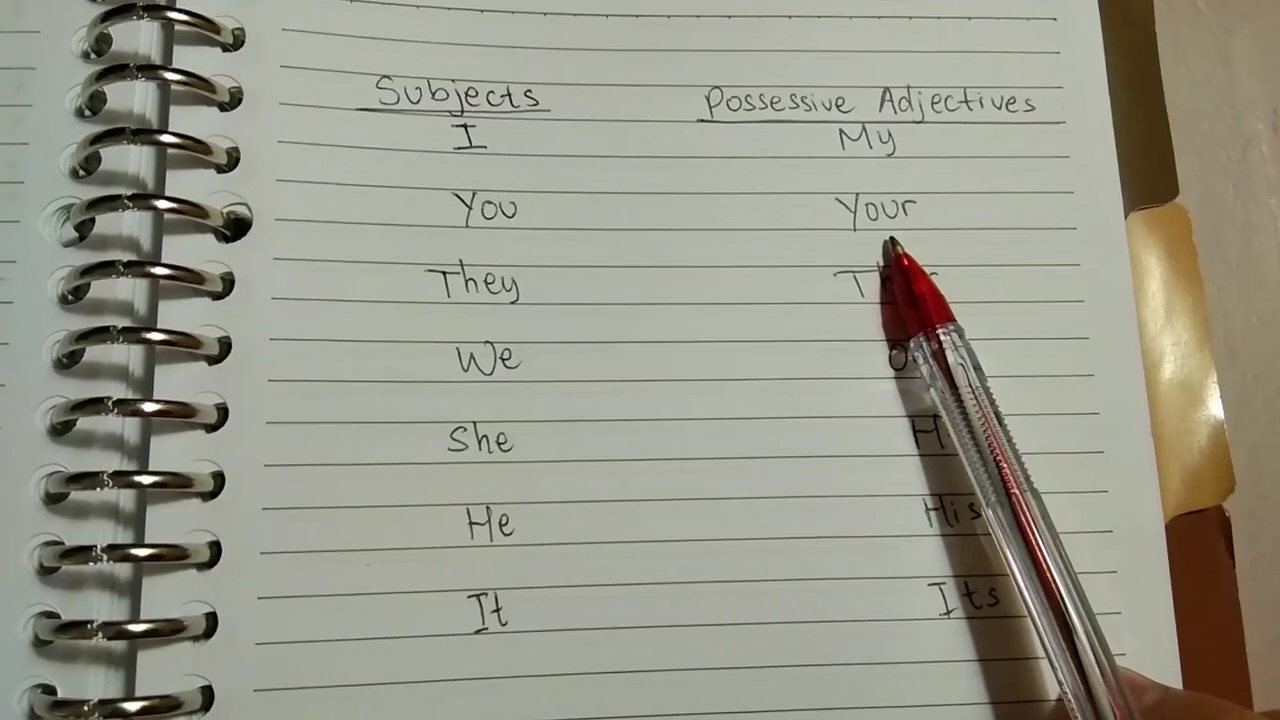 Subjects Possessive Adjectives
I My
You Your
They
We
She
He His
It Its